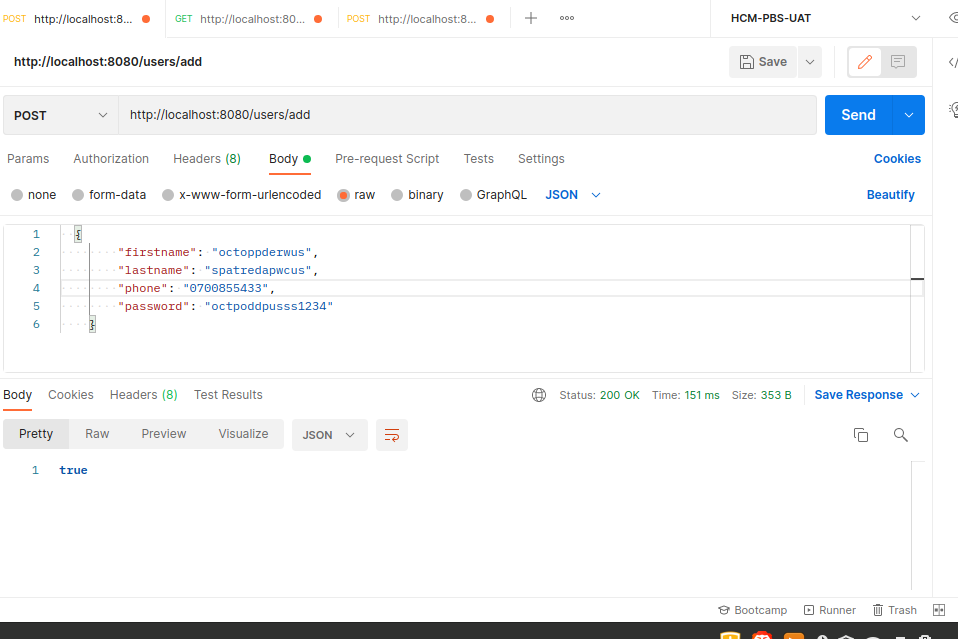 POST http://localhost:8... GET http://localhost:80... POST http://localhost:8... HCM-PBS-UAT
http://localhost:8080/users/add Save
POST http://localhost:8080/users/add Send
Params Authorization Headers (8) Body Pre-request Script Tests Settings Cookies
none form-data x-www-form-urlencoded raw binary GraphQL JSON Beautify
1 {
2 "firstname": "octoppderwus",
3 "lastname": "spatredapwcus",
4 "phone": "0700855433",
5 "password": "octpoddpusss1234"
6 }
Body Cookies Headers (8) Test Results Status: 200 OK Time: 151 ms Size: 353 B Save Response
Pretty Raw Preview Visualize JSON
1 true
Bootcamp Runner Trash